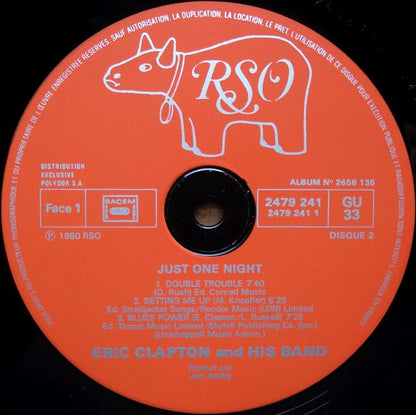 TOUS DROITS DU PRODUCTEUR PHONOGRAPHIQUE ET DU PROPRIETAIRE DE L'ŒUVRE ENREGISTRÉE RÉSERVÉS, SAUF AUTORISATION, LA DUPLICATION, LA LOCATION, LE PRET, L'UTILISATION DE CE DISQUE POUR EXÉCUTION PUBLIQUE ET RADIODIFFUSION SONT INTERDITS
RSO
DISTRIBUTION
EXCLUSIVE
POLYDOR S.A
ALBUM Nº 2658 135
Face 1
SACEM
2479 241
2479 241 1
GU
33
℗ 1980 RSO
DISQUE 2
JUST ONE NIGHT
1. DOUBLE TROUBLE 7'40
(O. Rush) Ed. Conrad Music
2. SETTING ME UP (M. Knopfler) 5'29
Ed. Straitjacket Songs/Rondor Music (LDN) Limited
3. BLUES POWER (E. Clapton/L. Russell) 7'25
Ed. Throat Music Limited/Skyhill Publishing Co. (Inc.)
(Unichappell Music Admin.)
ERIC CLAPTON and HIS BAND
Produit par
Jon Astley